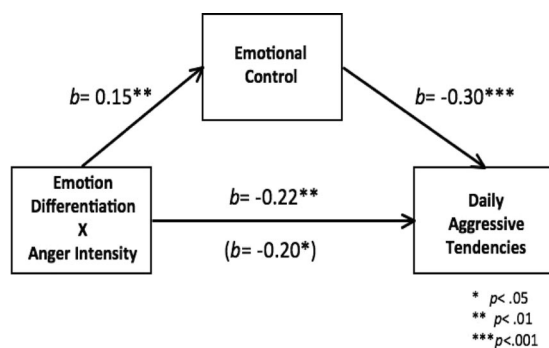 Emotional
Control
b= 0.15**
b= -0.30***
Emotion
Differentiation
X
Anger Intensity
b= -0.22**
(b= -0.20*)
Daily
Aggressive
Tendencies
* p< .05
** p< .01
***p<.001